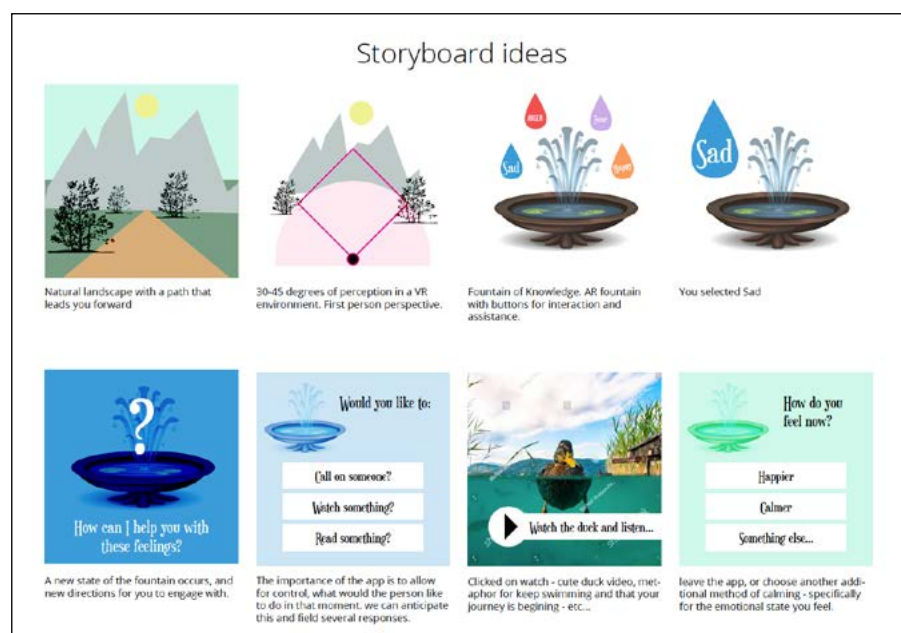 Storyboard ideas
ANGER
Sad
Sad
Natural landscape with a path that
leads you forward
30-45 degrees of perception in a VR
environment. First person perspective.
Fountain of Knowledge. AR fountain
with buttons for interaction and
assistance.
You selected Sad
?
How can I help you with
these feelings?
Would you like to:
Call on someone?
Watch something?
Read something?
Watch the duck and listen...
How do you
feel now?
Happier
Calmer
Something else...
A new state of the fountain occurs, and
new directions for you to engage with.
The importance of the app is to allow
for control, what would the person like
to do in that moment. we can anticipate
this and field several responses.
Clicked on watch - cute duck video, met-
aphor for keep swimming and that your
journey is begining - etc...
leave the app, or choose another addi-
tional method of calming - specifically
for the emotional state you feel.